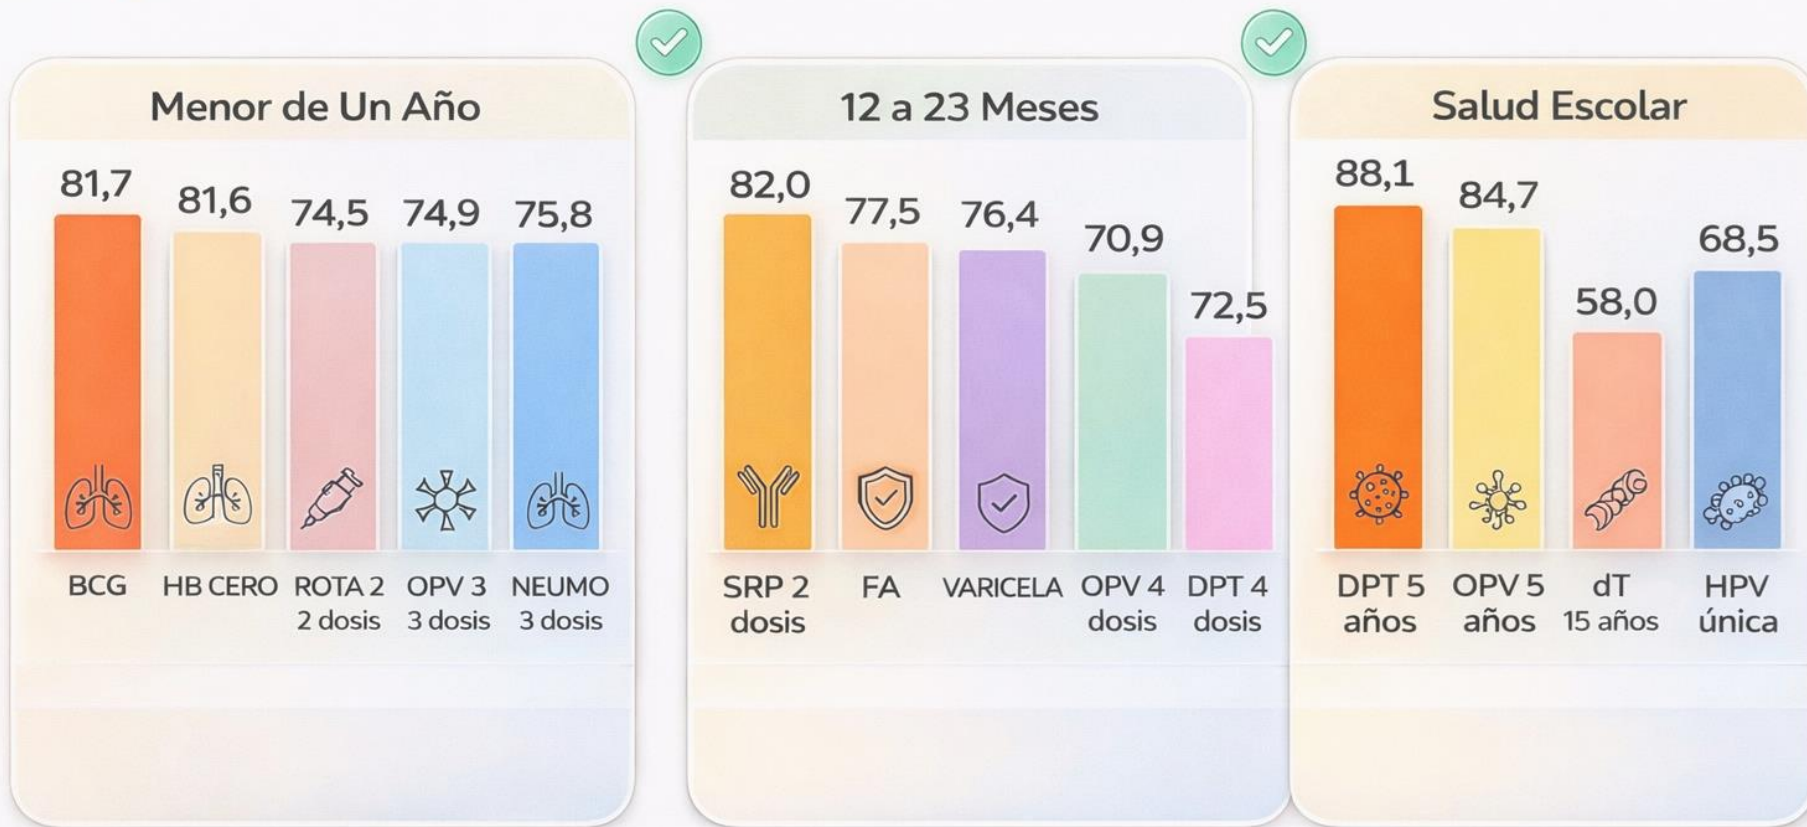 Menor de Un Año
81,7
81,6
74,5
74,9
75,8
BCG
HB CERO
ROTA 2
2 dosis
OPV 3
3 dosis
NEUMO
3 dosis
12 a 23 Meses
82,0
77,5
76,4
70,9
72,5
SRP 2
dosis
FA
VARICELA
OPV 4
dosis
DPT 4
dosis
Salud Escolar
88,1
84,7
58,0
68,5
DPT 5
años
OPV 5
años
dT
15 años
HPV
única